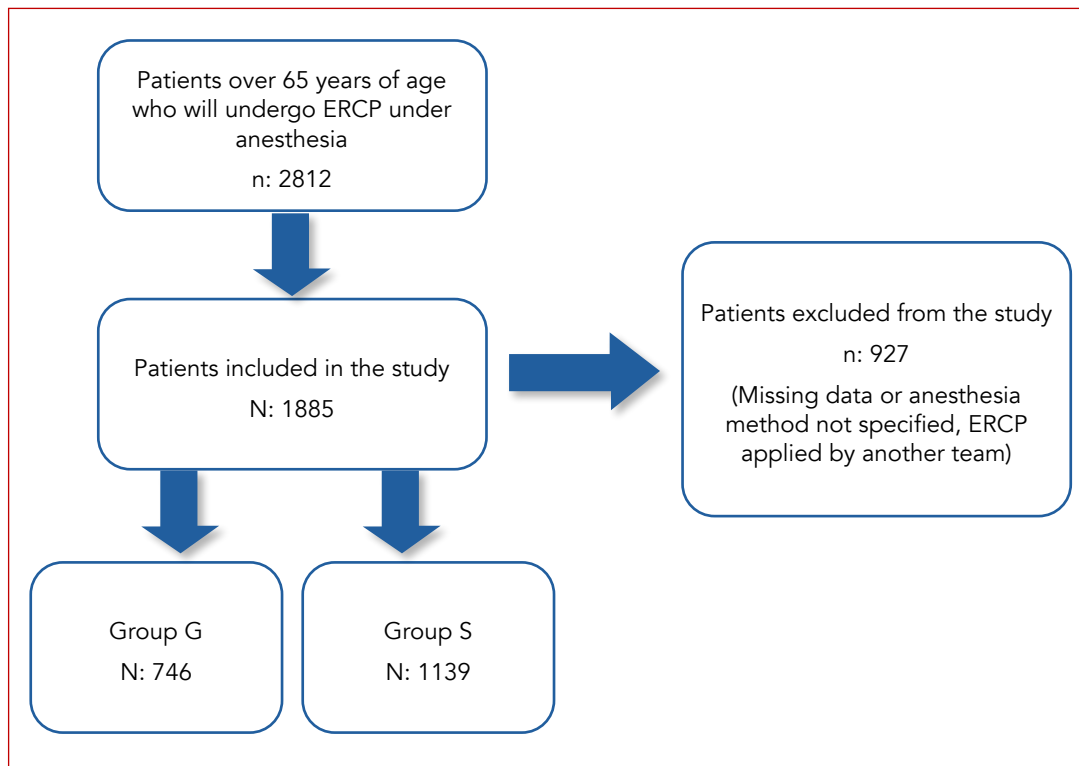 Patients over 65 years of age
who will undergo ERCP under
anesthesia
n: 2812
Patients included in the study
N: 1885
Patients excluded from the study
n: 927
(Missing data or anesthesia
method not specified, ERCP
applied by another team)
Group G
N: 746
Group S
N: 1139